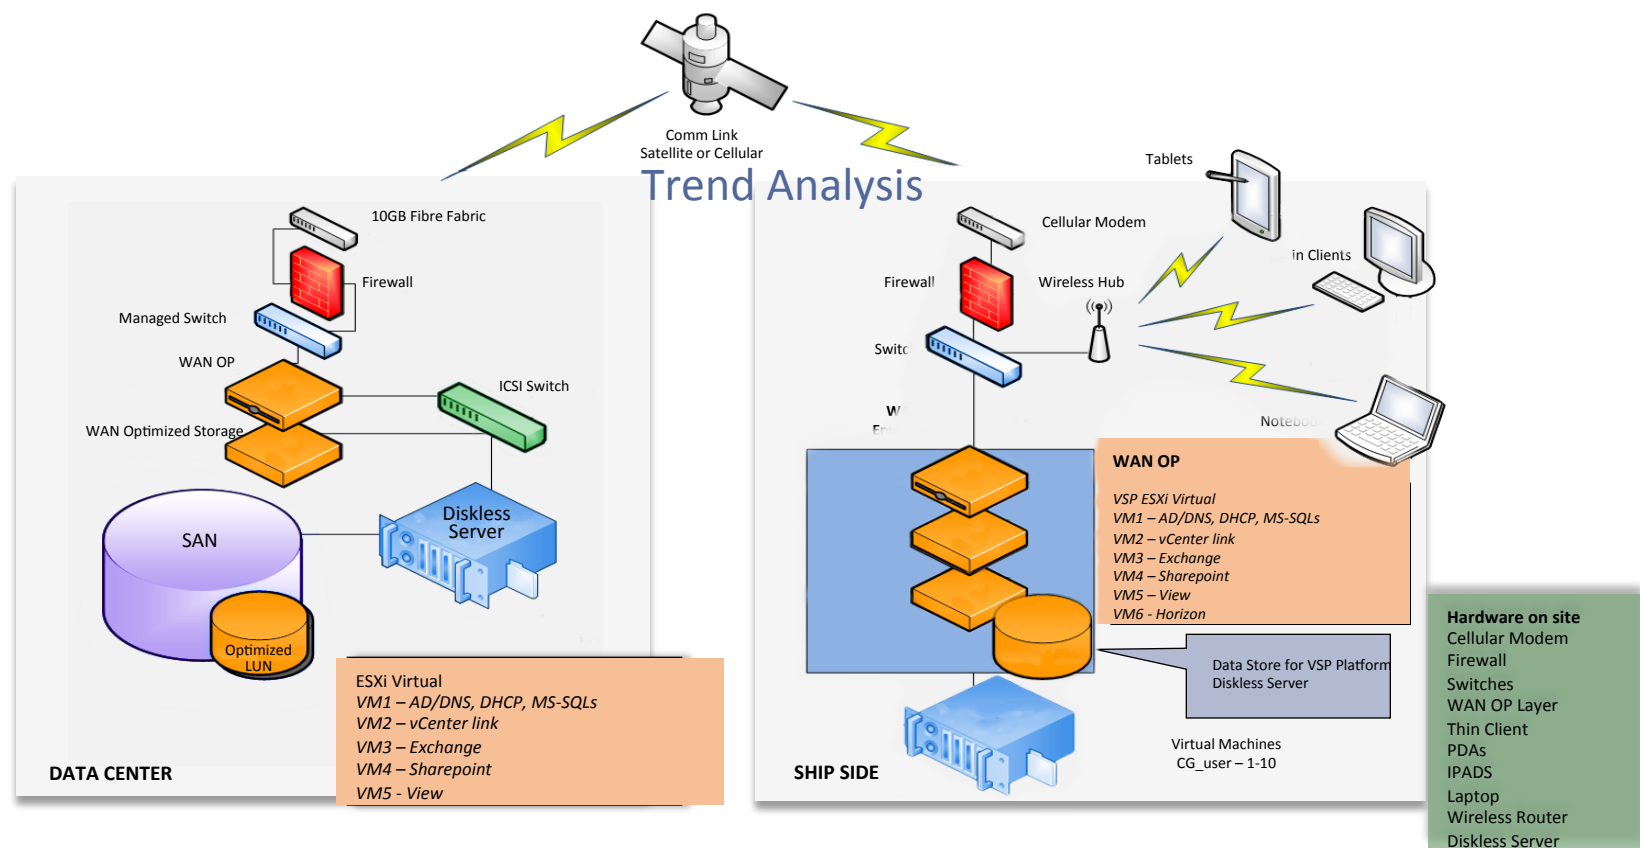 Comm Link
Satellite or Cellular
Trend Analysis
10GB Fibre Fabric
Firewall
Managed Switch
WAN OP
ICSI Switch
WAN Optimized Storage
Diskless
Server
SAN
Optimized
LUN
ESXi Virtual
VM1 – AD/DNS, DHCP, MS-SQLs
VM2 – vCenter link
VM3 – Exchange
VM4 – Sharepoint
VM5 - View
DATA CENTER
Tablets
Cellular Modem
in Clients
Firewall
Wireless Hub
Switc
W
En
Notebou
WAN OP
VSP ESXi Virtual
VM1 – AD/DNS, DHCP, MS-SQLs
VM2 – vCenter link
VM3 – Exchange
VM4 – Sharepoint
VM5 – View
VM6 - Horizon
Data Store for VSP Platform
Diskless Server
Virtual Machines
CG_user – 1-10
SHIP SIDE
Hardware on site
Cellular Modem
Firewall
Switches
WAN OP Layer
Thin Client
PDAs
IPADS
Laptop
Wireless Router
Diskless Server